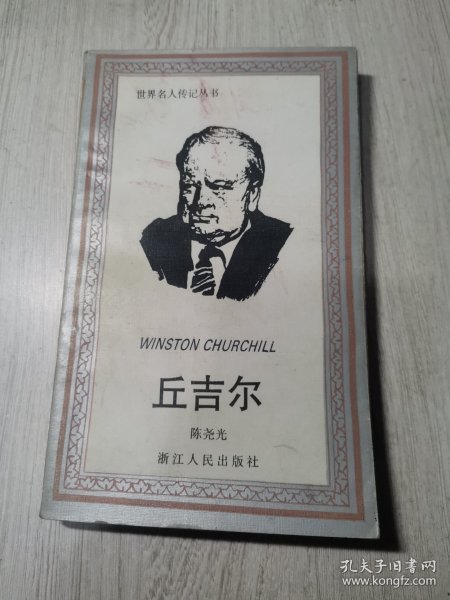 世界名人传记丛书
WINSTON CHURCHILL
丘吉尔
陈尧光
浙江人民出版社
孔夫子旧书网
www.kongfz.com